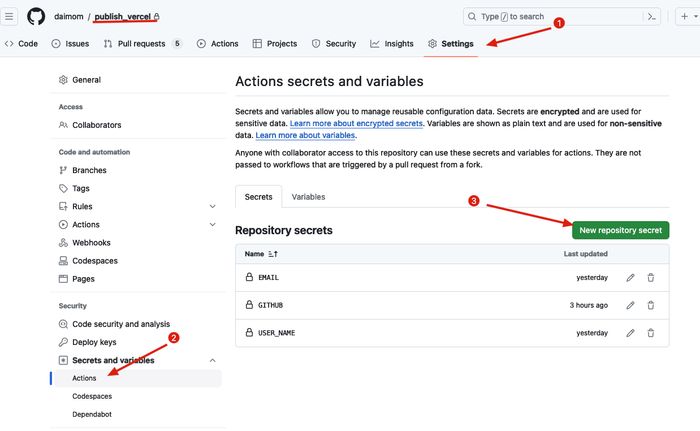 daimom / publish_vercel
Type / to search
Code
Issues
Pull requests 5
Actions
Projects
Security
Insights
Settings
1
General
Access
Collaborators
Code and automation
Branches
Tags
Rules
Actions
Webhooks
Codespaces
Pages
Security
Code security and analysis
Deploy keys
Secrets and variables
2
Actions
Codespaces
Dependabot
Actions secrets and variables
Secrets and variables allow you to manage reusable configuration data. Secrets are encrypted and are used for
sensitive data. Learn more about encrypted secrets. Variables are shown as plain text and are used for non-sensitive
data. Learn more about variables.
Anyone with collaborator access to this repository can use these secrets and variables for actions. They are not
passed to workflows that are triggered by a pull request from a fork.
Secrets
Variables
3
Repository secrets
New repository secret
Name
Last updated
EMAIL
yesterday
GITHUB
3 hours ago
USER_NAME
yesterday